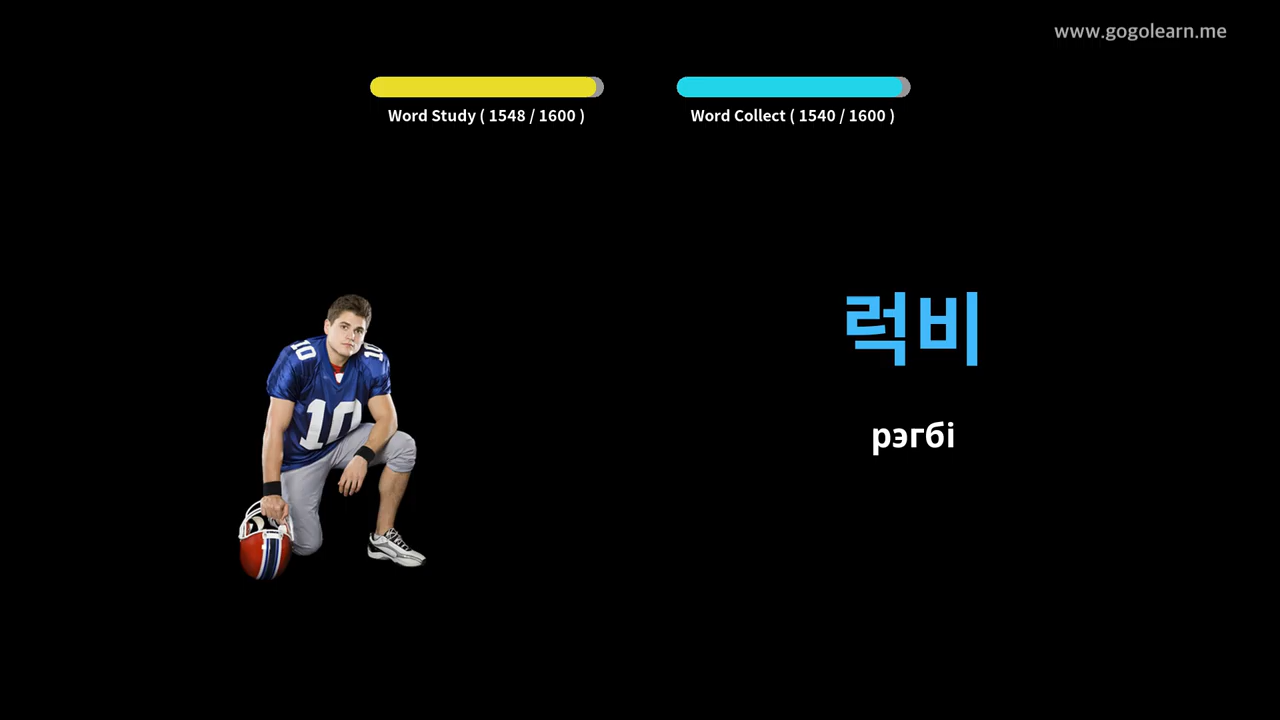 www.gogolearn.me
Word Study ( 1548 / 1600 )
Word Collect ( 1540 / 1600 )
10
10
10
럭비
рэгбі